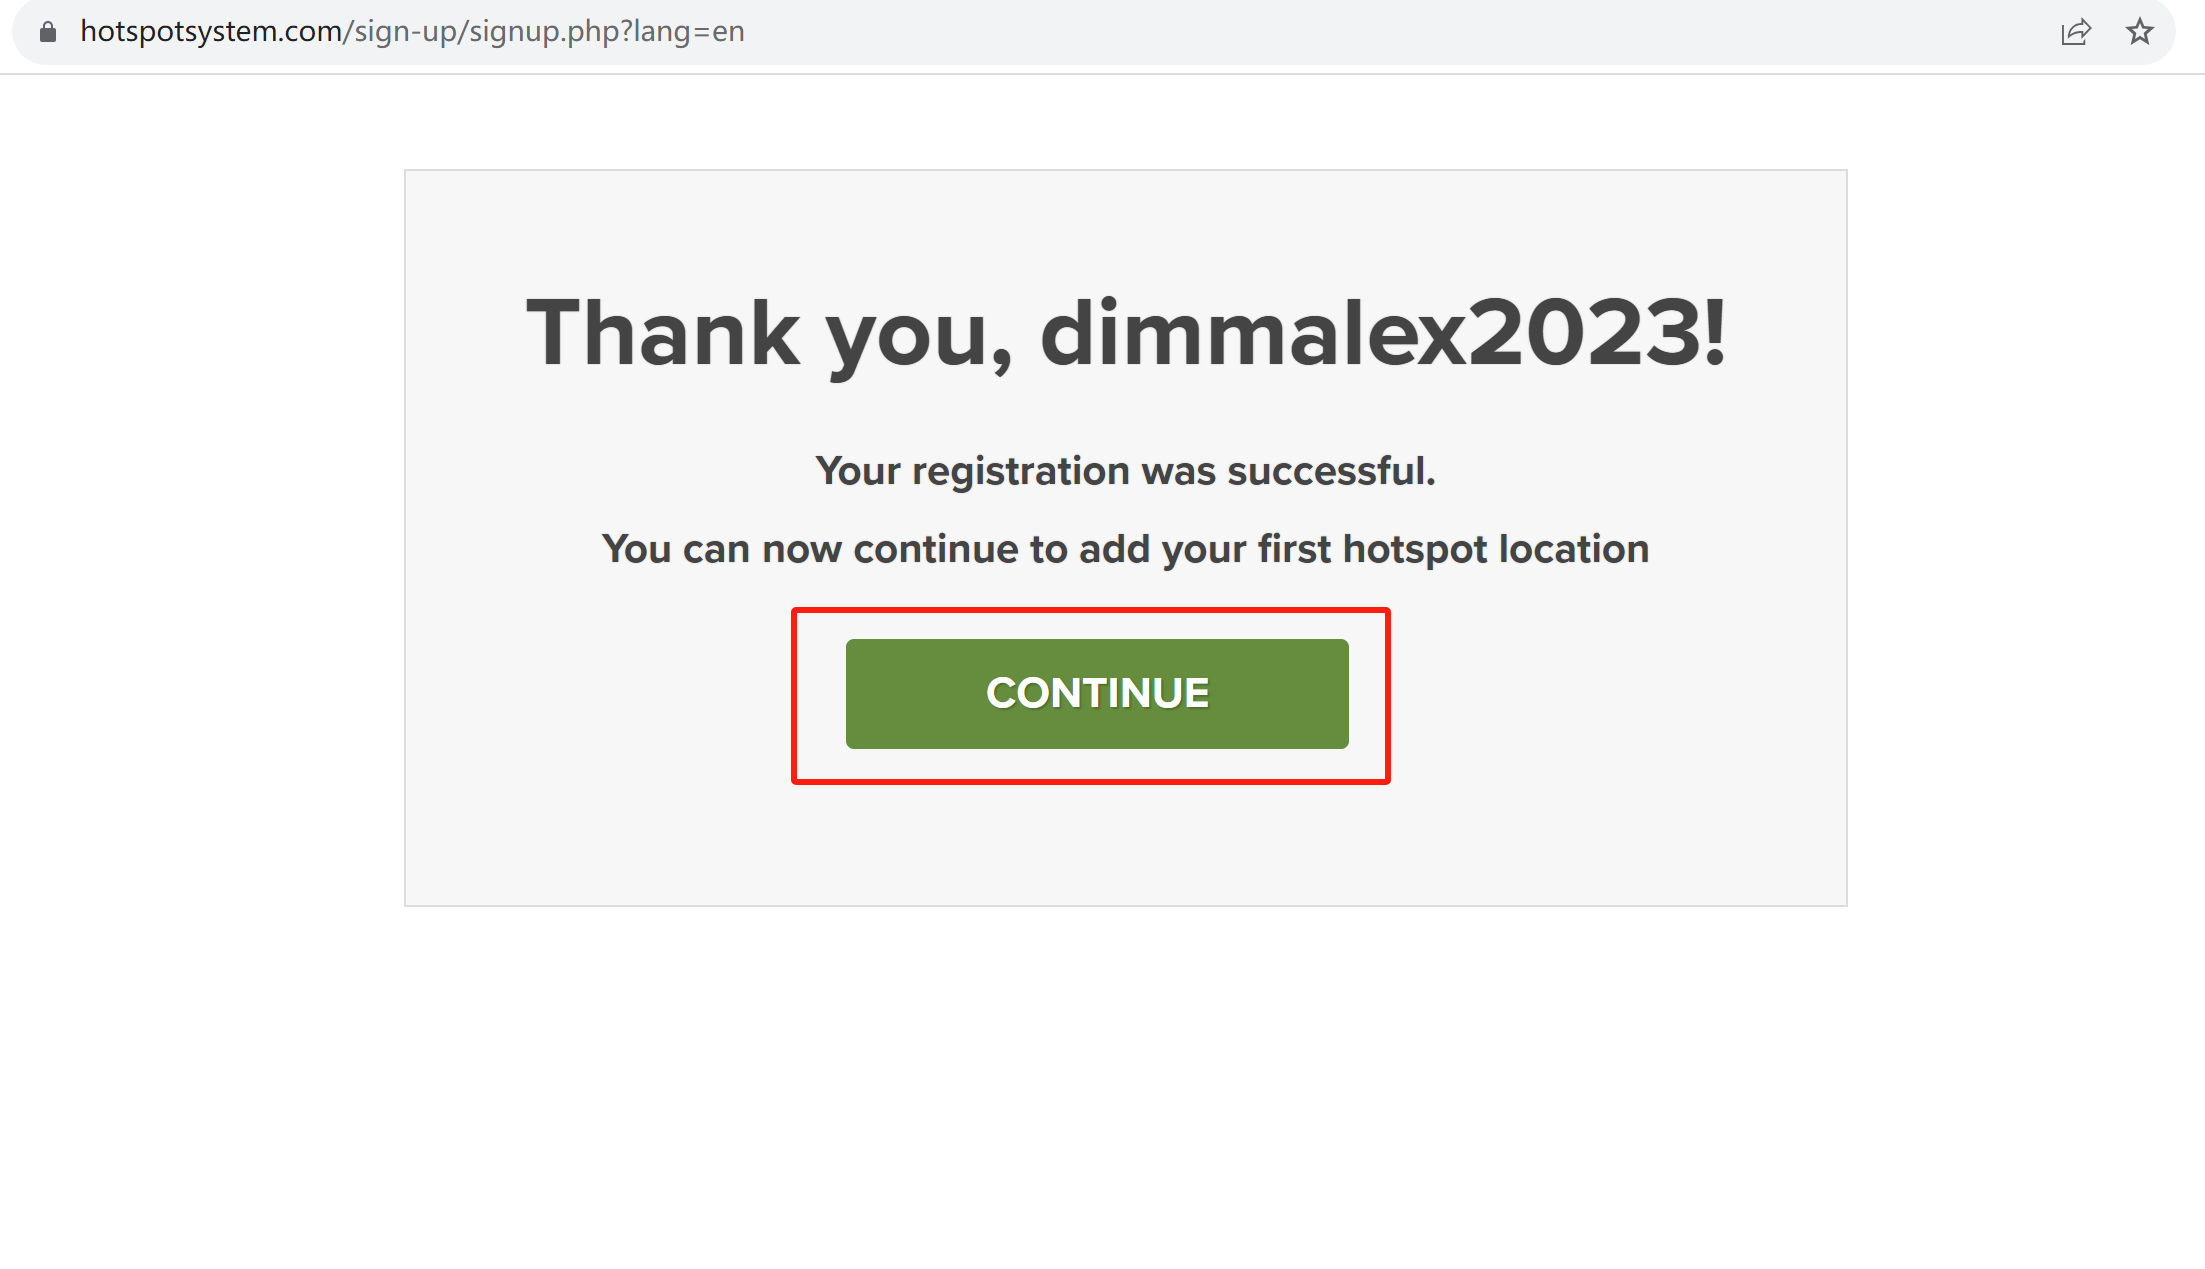 hotspotsystem.com/sign-up/signup.php?lang=en
Thank you, dimmalex2023!
Your registration was successful.
You can now continue to add your first hotspot location
CONTINUE